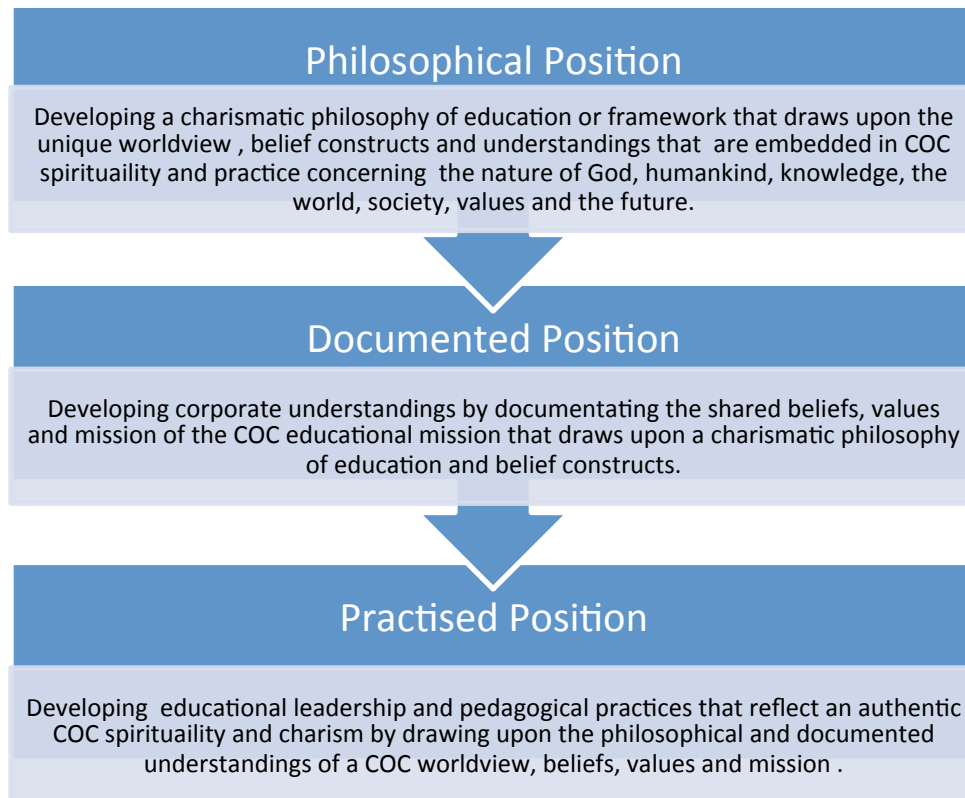 Philosophical Position
Developing a charismatic philosophy of education or framework that draws upon the
unique worldview , belief constructs and understandings that are embedded in COC
spirituaility and practice concerning the nature of God, humankind, knowledge, the
world, society, values and the future.
Documented Position
Developing corporate understandings by documentating the shared beliefs, values
and mission of the COC educational mission that draws upon a charismatic philosophy
of education and belief constructs.
Practised Position
Developing educational leadership and pedagogical practices that reflect an authentic
COC spirituaility and charism by drawing upon the philosophical and documented
understandings of a COC worldview, beliefs, values and mission .